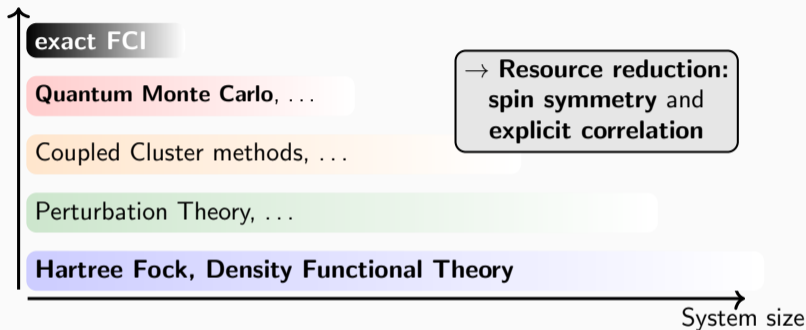 exact FCI
Quantum Monte Carlo, ...
Coupled Cluster methods, ...
Perturbation Theory, ...
Hartree Fock, Density Functional Theory
→ Resource reduction:
spin symmetry and
explicit correlation
System size